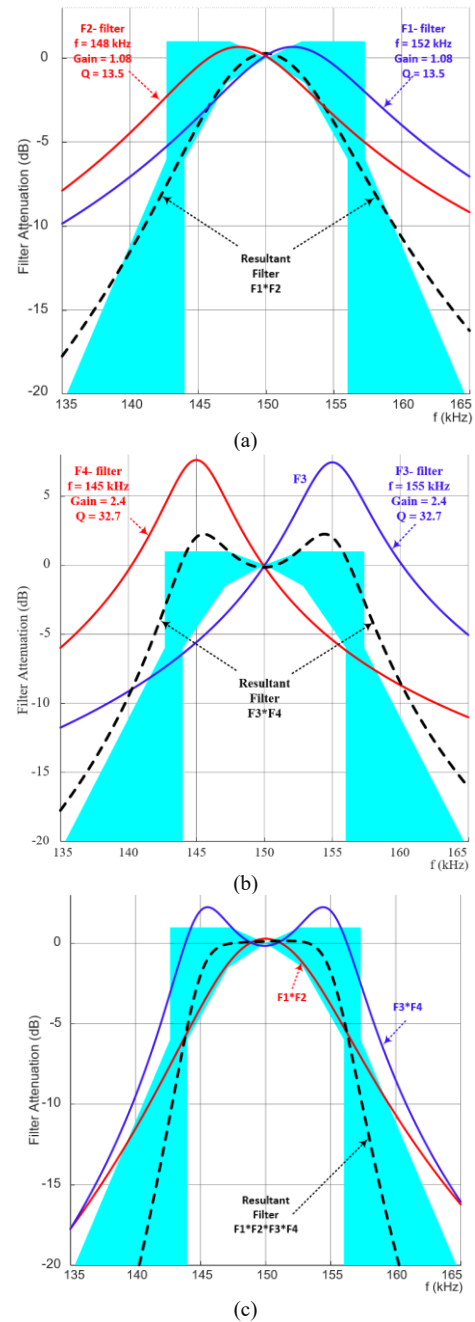 F2- filter
f = 148 kHz
Gain = 1.08
Q = 13.5
F1- filter
f = 152 kHz
Gain = 1.08
Q = 13.5
0
-5
-10
-15
-20
Filter Attenuation (dB)
Resultant
Filter
F1*F2
135 140 145 150 155 160 165
f (kHz)
(a)
F4- filter
f = 145 kHz
Gain = 2.4
Q = 32.7
F3
F3- filter
f = 155 kHz
Gain = 2.4
Q = 32.7
5
0
-5
-10
-15
-20
Filter Attenuation (dB)
Resultant
Filter
F3*F4
135 140 145 150 155 160 165
f (kHz)
(b)
5
0
-5
-10
-15
-20
Filter Attenuation (dB)
F1*F2
F3*F4
Resultant
Filter
F1*F2*F3*F4
135 140 145 150 155 160 165
f (kHz)
(c)